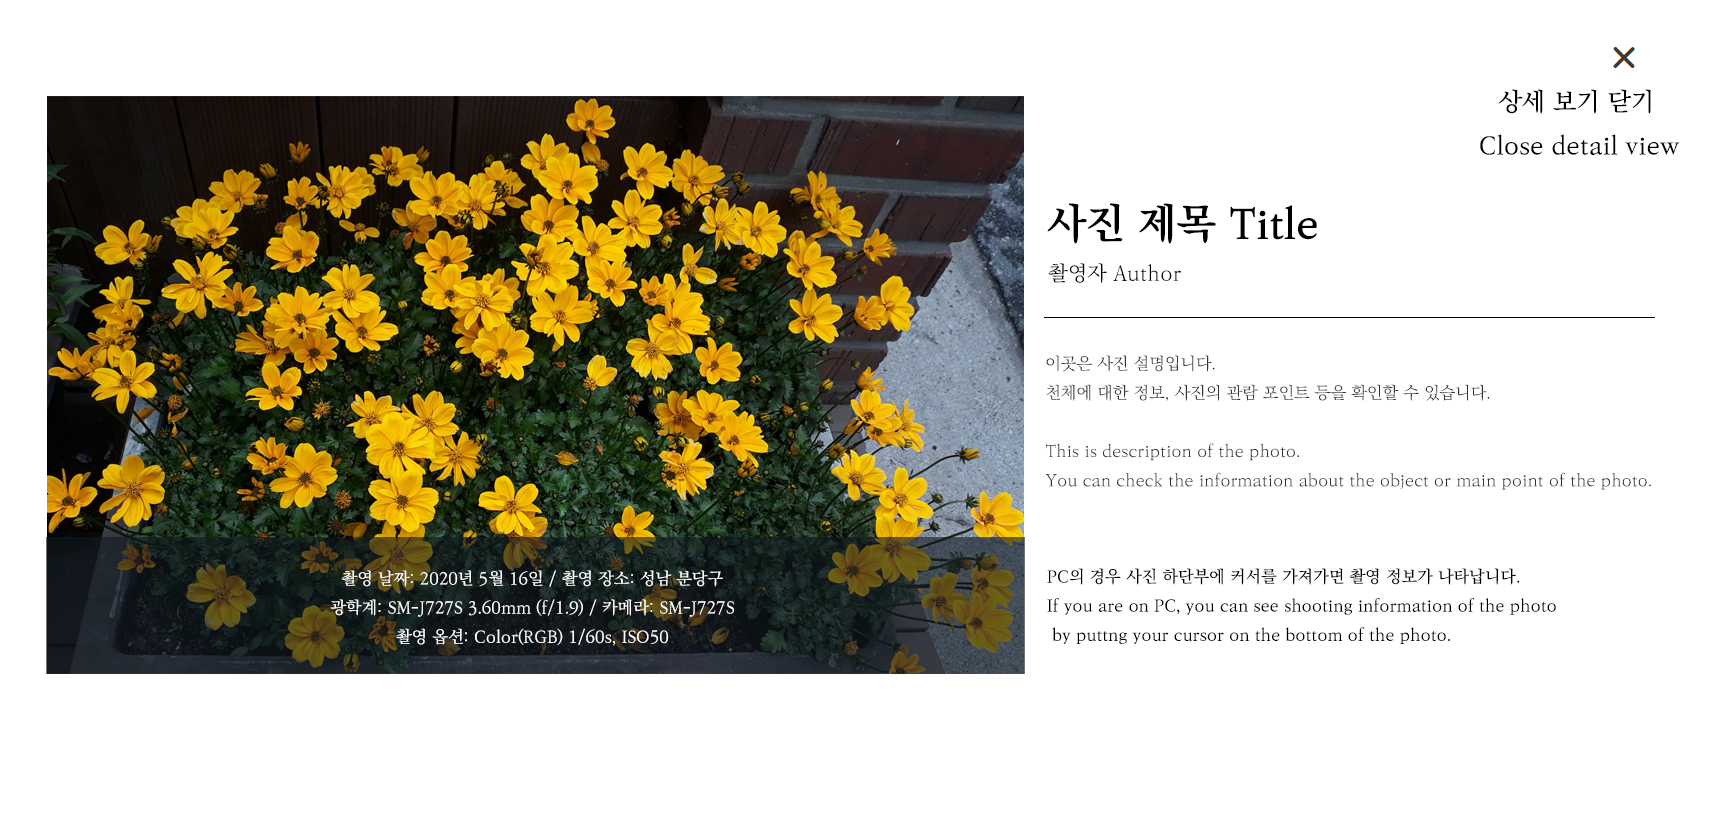 상세 보기 닫기
Close detail view
사진 제목 Title
촬영자 Author
이곳은 사진 설명입니다.
천체에 대한 정보, 사진의 관람 포인트 등을 확인할 수 있습니다.
This is description of the photo.
You can check the information about the object or main point of the photo.
PC의 경우 사진 하단부에 커서를 가져가면 촬영 정보가 나타납니다.
If you are on PC, you can see shooting information of the photo
by puttng your cursor on the bottom of the photo.
촬영 날짜: 2020년 5월 16일 / 촬영 장소: 성남 분당구
광학계: SM-J727S 3.60mm (f/1.9) / 카메라: SM-J727S
촬영 옵션: Color(RGB) 1/60s, ISO50